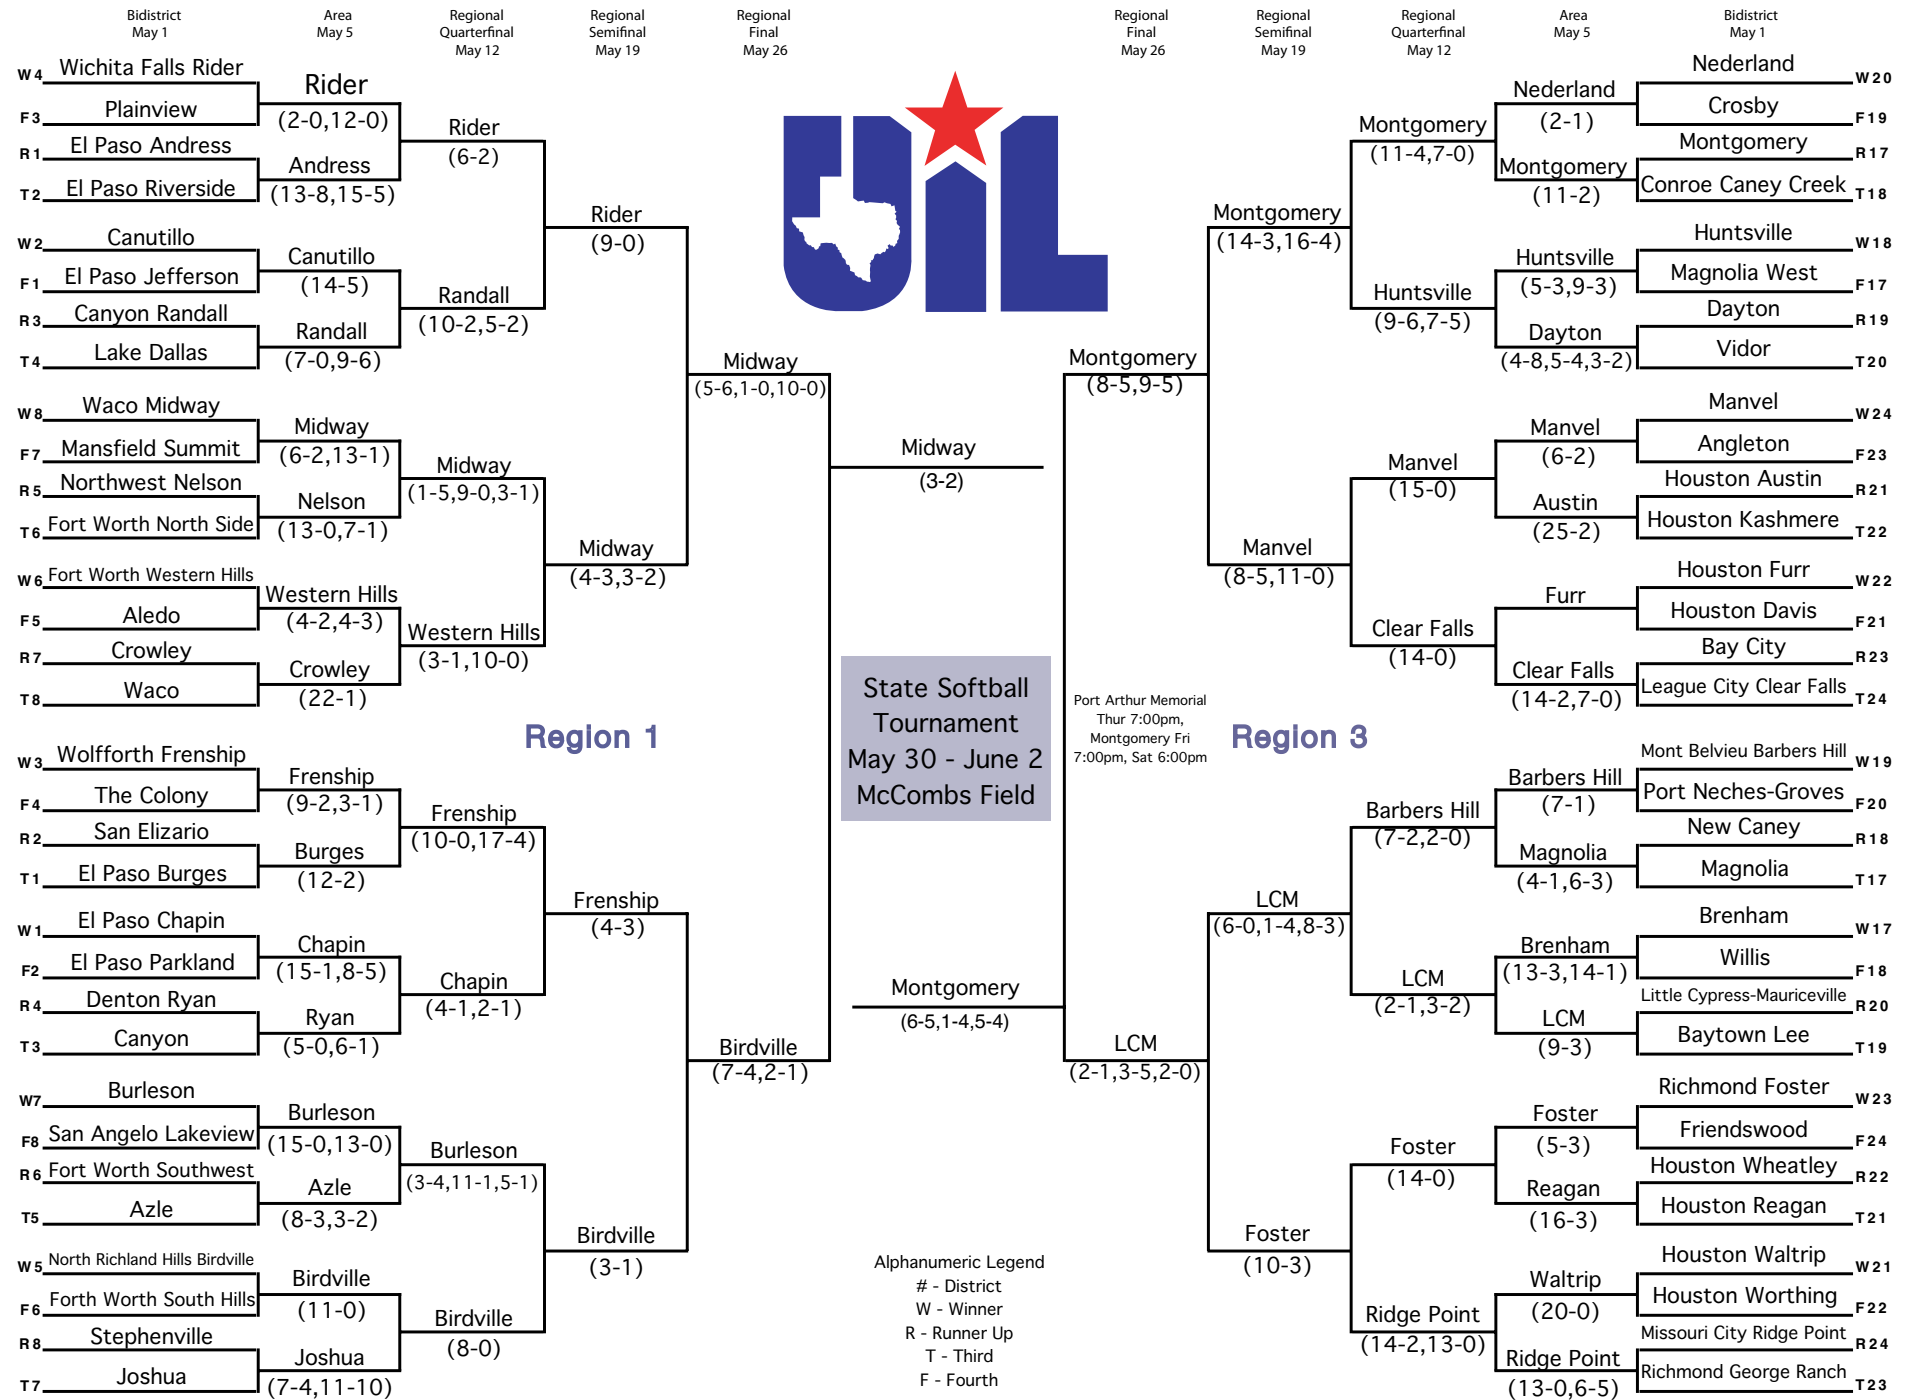 Bidistrict
May 1
Area
May 5
Regional
Quarterfinal
May 12
Regional
Semifinal
May 19
Regional
Final
May 26
Regional
Final
May 26
Regional
Semifinal
May 19
Regional
Quarterfinal
May 12
Area
May 5
Bidistrict
May 1
W4 Wichita Falls Rider
F3 Plainview
R1 El Paso Andress
T2 El Paso Riverside
W2 Canutillo
F1 El Paso Jefferson
R3 Canyon Randall
T4 Lake Dallas
W8 Waco Midway
F7 Mansfield Summit
R5 Northwest Nelson
T6 Fort Worth North Side
W6 Fort Worth Western Hills
F5 Aledo
R7 Crowley
T8 Waco
W3 Wolfforth Frenship
F4 The Colony
R2 San Elizario
T1 El Paso Burges
W1 El Paso Chapin
F2 El Paso Parkland
R4 Denton Ryan
T3 Canyon
W7 Burleson
F8 San Angelo Lakeview
R6 Fort Worth Southwest
T5 Azle
W5 North Richland Hills Birdville
F6 Forth Worth South Hills
R8 Stephenville
T7 Joshua
Rider
(2-0,12-0)
Andress
(13-8,15-5)
Canutillo
(14-5)
Randall
(7-0,9-6)
Midway
(6-2,13-1)
Nelson
(13-0,7-1)
Western Hills
(4-2,4-3)
Crowley
(22-1)
Frenship
(9-2,3-1)
Burges
(12-2)
Chapin
(15-1,8-5)
Ryan
(5-0,6-1)
Burleson
(15-0,13-0)
Azle
(8-3,3-2)
Birdville
(11-0)
Joshua
(7-4,11-10)
Rider
(6-2)
Randall
(10-2,5-2)
Midway
(1-5,9-0,3-1)
Western Hills
(3-1,10-0)
Frenship
(10-0,17-4)
Chapin
(4-1,2-1)
Burleson
(3-4,11-1,5-1)
Birdville
(8-0)
Rider
(9-0)
Midway
(4-3,3-2)
Region 1
Frenship
(4-3)
Birdville
(3-1)
Midway
(5-6,1-0,10-0)
Birdville
(7-4,2-1)
UIL
Midway
(3-2)
State Softball
Tournament
May 30 - June 2
McCombs Field
Montgomery
(6-5,1-4,5-4)
Alphanumeric Legend
# - District
W - Winner
R - Runner Up
T - Third
F - Fourth
Montgomery
(8-5,9-5)
Port Arthur Memorial
Thur 7:00pm,
Montgomery Fri
7:00pm, Sat 6:00pm
LCM
(2-1,3-5,2-0)
Montgomery
(14-3,16-4)
Manvel
(8-5,11-0)
Region 3
LCM
(6-0,1-4,8-3)
Foster
(10-3)
Montgomery
(11-4,7-0)
Huntsville
(9-6,7-5)
Manvel
(15-0)
Clear Falls
(14-0)
Barbers Hill
(7-2,2-0)
LCM
(2-1,3-2)
Foster
(14-0)
Ridge Point
(14-2,13-0)
Nederland
(2-1)
Montgomery
(11-2)
Huntsville
(5-3,9-3)
Dayton
(4-8,5-4,3-2)
Manvel
(6-2)
Austin
(25-2)
Furr
Clear Falls
(14-2,7-0)
Barbers Hill
(7-1)
Magnolia
(4-1,6-3)
Brenham
(13-3,14-1)
LCM
(9-3)
Foster
(5-3)
Reagan
(16-3)
Waltrip
(20-0)
Ridge Point
(13-0,6-5)
Nederland W20
Crosby F19
Montgomery R17
Conroe Caney Creek T18
Huntsville W18
Magnolia West F17
Dayton R19
Vidor T20
Manvel W24
Angleton F23
Houston Austin R21
Houston Kashmere T22
Houston Furr W22
Houston Davis F21
Bay City R23
League City Clear Falls T24
Mont Belvieu Barbers Hill W19
Port Neches-Groves F20
New Caney R18
Magnolia T17
Brenham W17
Willis F18
Little Cypress-Mauriceville R20
Baytown Lee T19
Richmond Foster W23
Friendswood F24
Houston Wheatley R22
Houston Reagan T21
Houston Waltrip W21
Houston Worthing F22
Missouri City Ridge Point R24
Richmond George Ranch T23